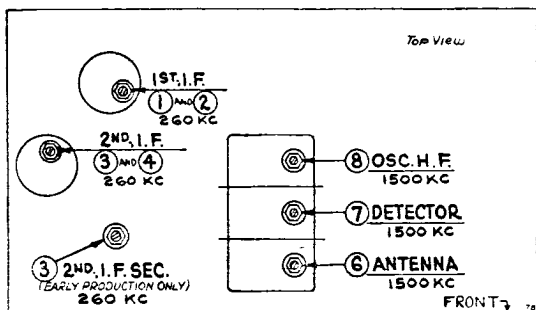 Top View
1ST. I.F.
1 AND 2
260 KC
2ND. I.F.
3 AND 4
260 KC
8 OSC. H.F.
1500 KC
7 DETECTOR
1500 KC
3 2ND. I.F. SEC.
(EARLY PRODUCTION ONLY)
260 KC
6 ANTENNA
1500 KC
FRONT